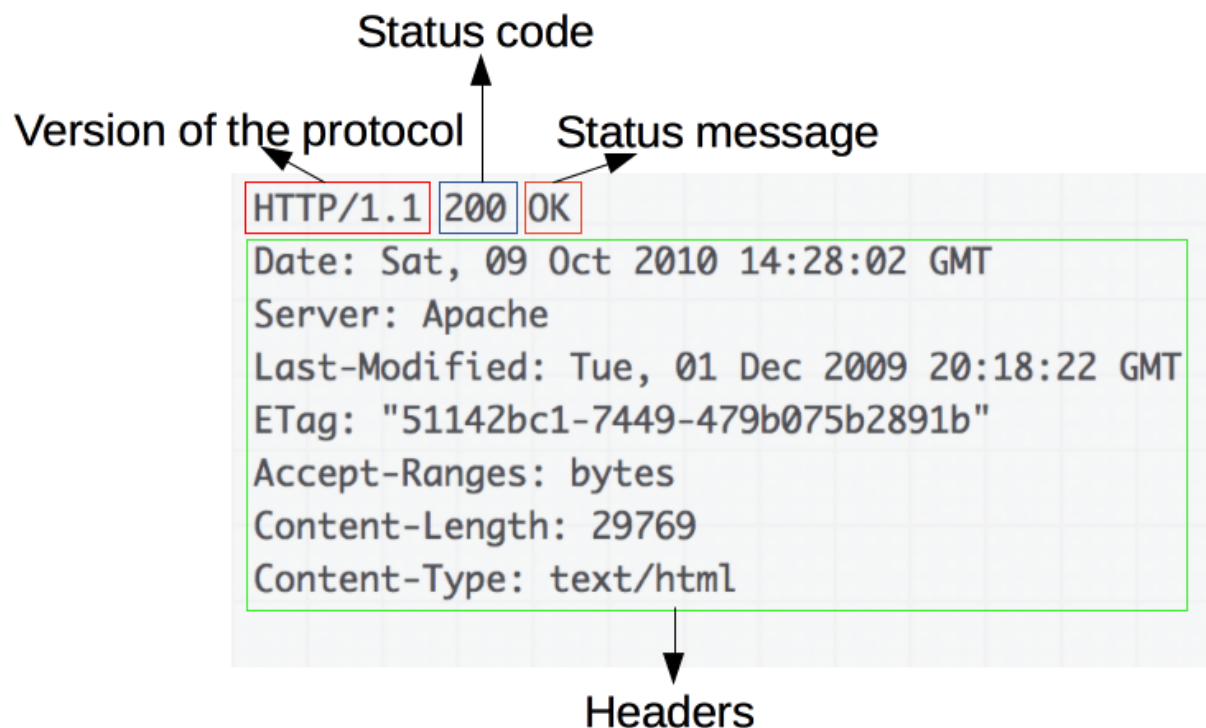 Status code
Version of the protocol
Status message
HTTP/1.1 200 OK
Date: Sat, 09 Oct 2010 14:28:02 GMT
Server: Apache
Last-Modified: Tue, 01 Dec 2009 20:18:22 GMT
ETag: "51142bc1-7449-479b075b2891b"
Accept-Ranges: bytes
Content-Length: 29769
Content-Type: text/html
Headers